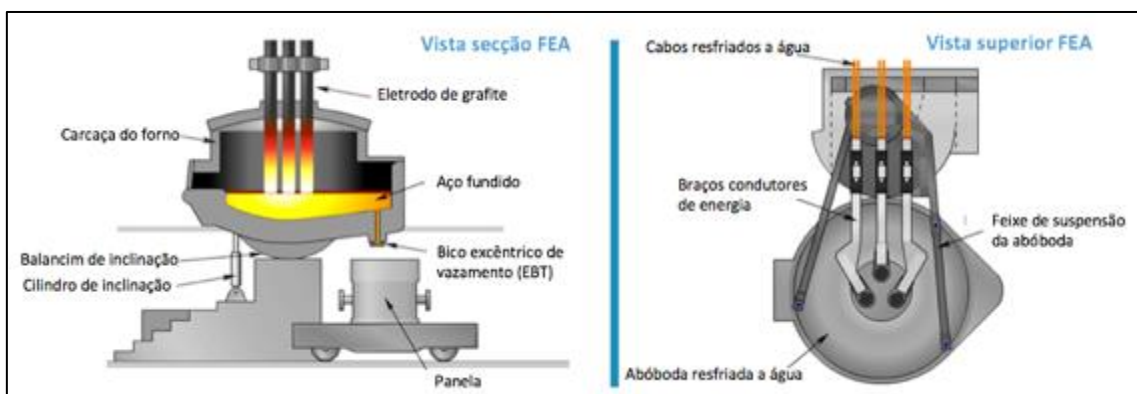 Vista secção FEA
Eletrodo de grafite
Carcaça do forno
Aço fundido
Bico excêntrico de
vazamento (EBT)
Balancim de inclinação
Cilindro de inclinação
Panela
Vista superior FEA
Cabos resfriados a água
Braços condutores
de energia
Feixe de suspensão
da abóboda
Abóboda resfriada a água